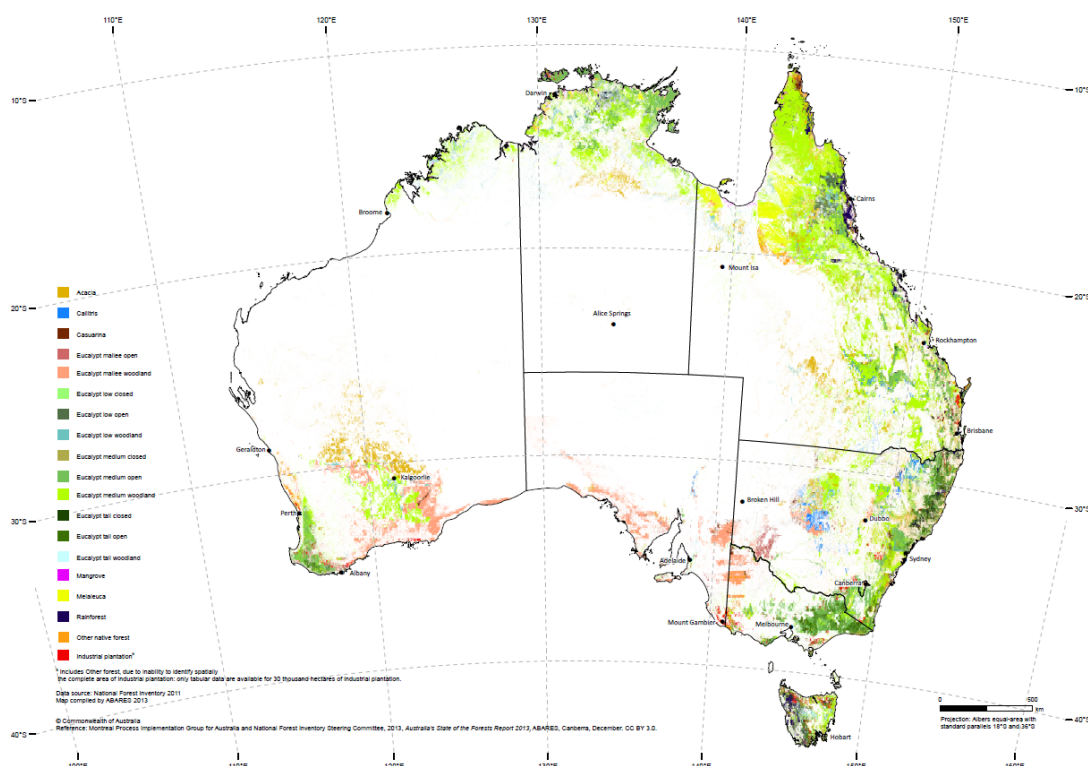 110°E
120°E
130°E
140°E
150°E
10°S
10°S
Darwin
Cairns
Broome
Mount Isa
20°S
20°S
Alice Springs
Rockhampton
Acacia
Callitris
Casuarina
Eucalypt mallee open
Eucalypt mallee woodland
Eucalypt low closed
Eucalypt low open
Eucalypt low woodland
Eucalypt medium closed
Eucalypt medium open
Eucalypt medium woodland
Eucalypt tall closed
Eucalypt tall open
Eucalypt tall woodland
Mangrove
Melaleuca
Rainforest
Other native forest
Industrial plantationᵃ
Brisbane
Geraldton
Kalgoorlie
Broken Hill
30°S
30°S
Perth
Dubbo
Sydney
Adelaide
Albany
Canberra
Mount Gambier
Melbourne
ᵃ Includes Other forest, due to inability to identify spatially
the complete area of industrial plantation: only tabular data are available for 30 thousand hectares of industrial plantation.
Data source: National Forest Inventory 2011
Map compiled by ABARES 2013
© Commonwealth of Australia
Reference: Montreal Process Implementation Group for Australia and National Forest Inventory Steering Committee, 2013, Australia's State of the Forests Report 2013, ABARES, Canberra, December. CC BY 3.0.
0
500
km
Projection: Albers equal-area with
standard parallels 18°S and 36°S
Hobart
40°S
40°S
100°E
110°E
120°E
130°E
140°E
150°E
150°E